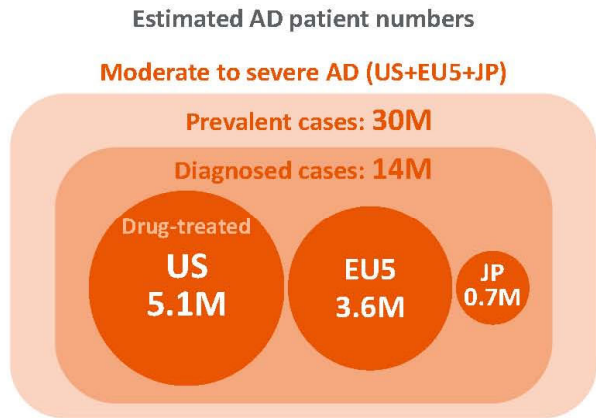 Estimated AD patient numbers
Moderate to severe AD (US+EU5+JP)
Prevalent cases: 30M
Diagnosed cases: 14M
Drug-treated
US
5.1M
EU5
3.6M
JP
0.7M